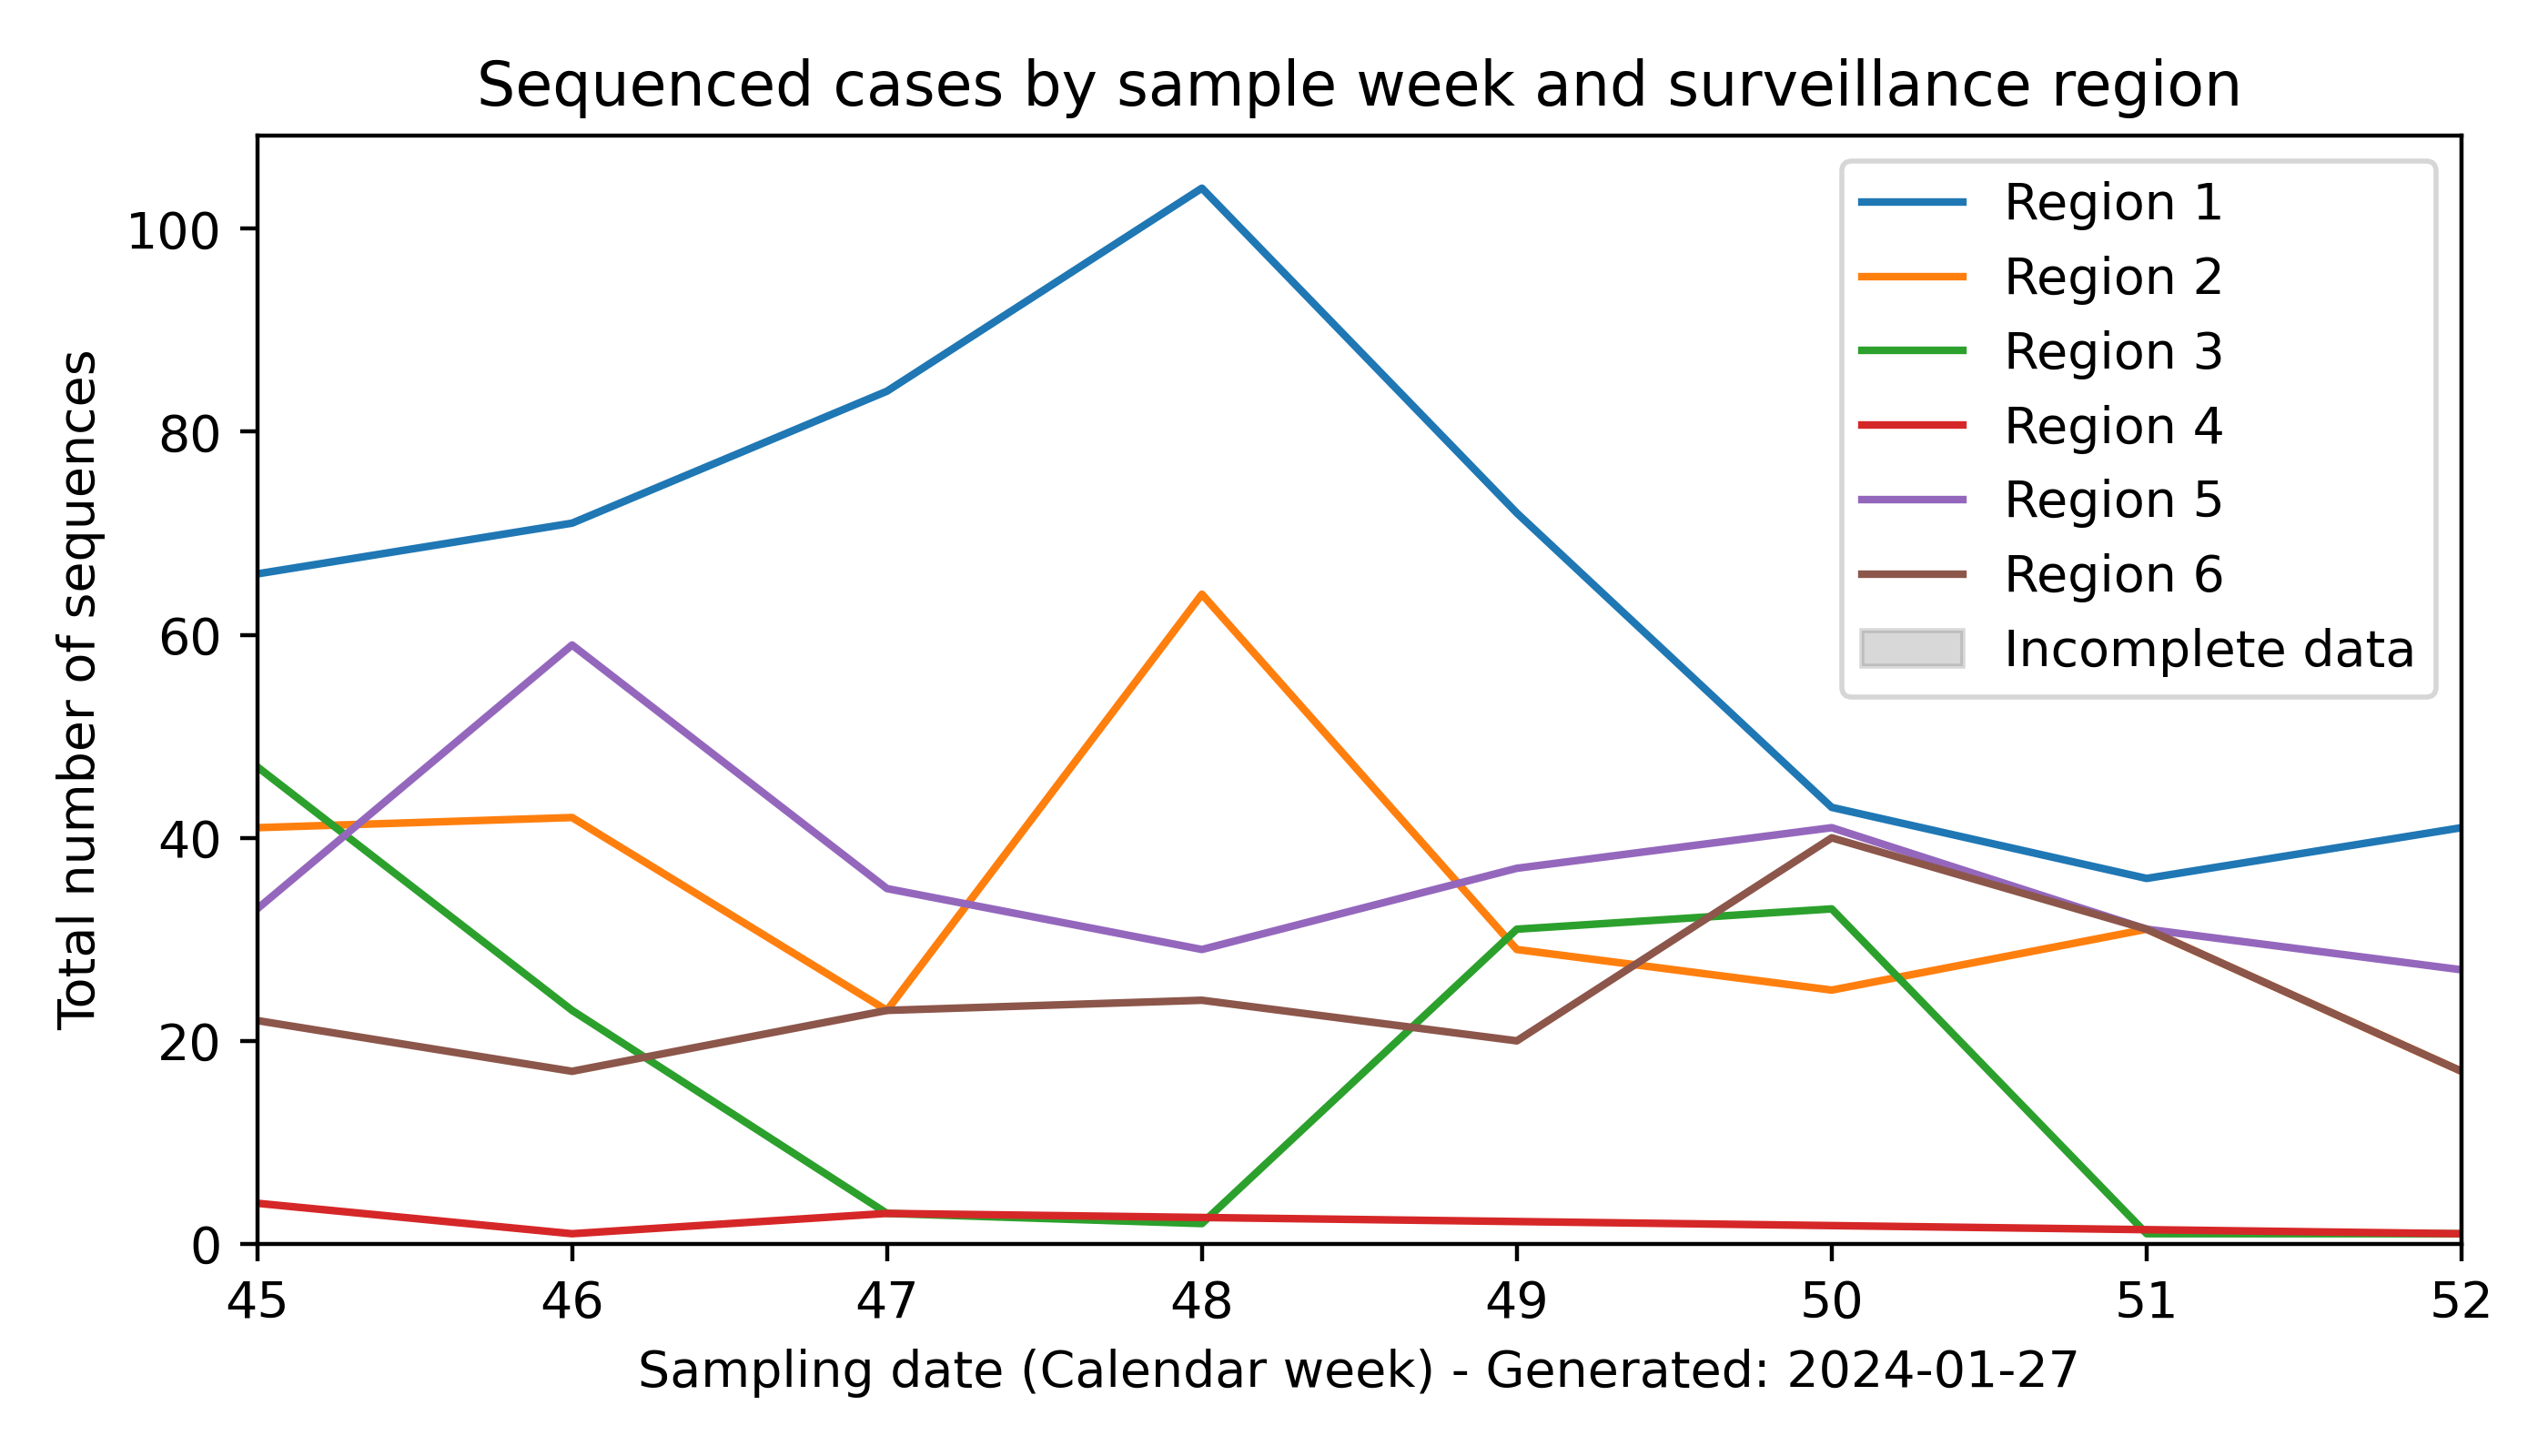 Sequenced cases by sample week and surveillance region
Total number of sequences
100
80
60
40
20
0
Region 1
Region 2
Region 3
Region 4
Region 5
Region 6
Incomplete data
45 46 47 48 49 50 51 52
Sampling date (Calendar week) - Generated: 2024-01-27